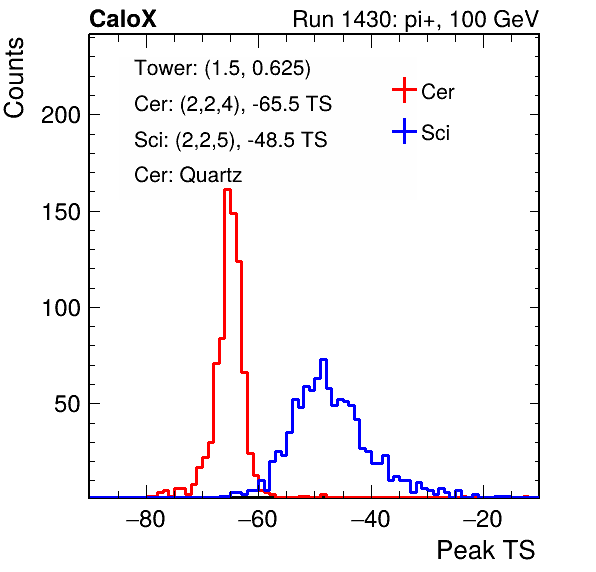 CaloX Run 1430: pi+, 100 GeV
Counts
Tower: (1.5, 0.625)
Cer: (2,2,4), -65.5 TS
Sci: (2,2,5), -48.5 TS
Cer: Quartz
Cer
Sci
200
150
100
50
−80 −60 −40 −20
Peak TS